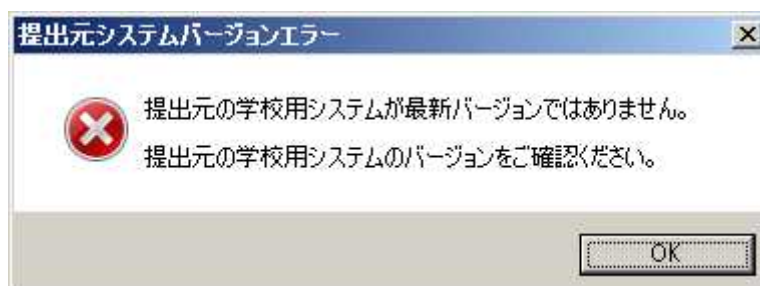 提出元システムバージョンエラー
提出元の学校用システムが最新バージョンではありません。
提出元の学校用システムのバージョンをご確認ください。
OK